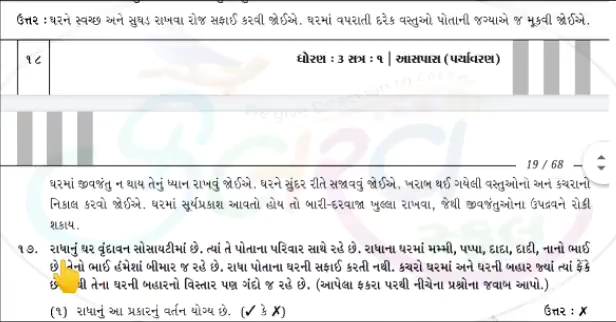 ઉત્તર : ઘરને સ્વચ્છ અને સુઘડ રાખવા રોજ સફાઈ કરવી જોઈએ. ઘરમાં વપરાતી દરેક વસ્તુઓ પોતાની જગ્યાએ જ મૂકવી જોઈએ.
૧૮
ધોરણ : ૩ સત્ર : ૧ | આસપાસ (પર્યાવરણ)
19 / 68
ઘરમાં જીવજંતુ ન થાય તેનું ધ્યાન રાખવું જોઈએ. ઘરને સુંદર રીતે સજાવવું જોઈએ. ખરાબ થઈ ગયેલી વસ્તુઓનો અને કચરાનો
નિકાલ કરવો જોઈએ. ઘરમાં સૂર્યપ્રકાશ આવતો હોય તો બારી-દરવાજા ખુલ્લા રાખવા, જેથી જીવજંતુઓના ઉપદ્રવને રોકી
શકાય.
૧૭. રાધાનું ઘર વૃંદાવન સોસાયટીમાં છે. ત્યાં તે પોતાના પરિવાર સાથે રહે છે. રાધાના ઘરમાં મમ્મી, પપ્પા, દાદા, દાદી, નાનો ભાઈ
છે. તેનો ભાઈ હંમેશાં બીમાર જ રહે છે. રાધા પોતાના ઘરની સફાઈ કરતી નથી. કચરો ઘરમાં અને ઘરની બહાર જ્યાં ત્યાં ફેંકે
છે તેના ઘરની બહારનો વિસ્તાર પણ ગંદો જ રહે છે. (આપેલા ફકરા પરથી નીચેના પ્રશ્નોના જવાબ આપો.)
(૧) રાધાનું આ પ્રકારનું વર્તન યોગ્ય છે. (✓ કે ✗) ઉત્તર : ✗